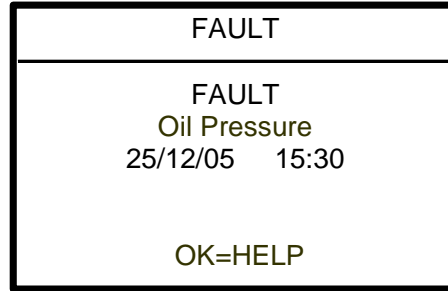 FAULT
FAULT
Oil Pressure
25/12/05 15:30
OK=HELP